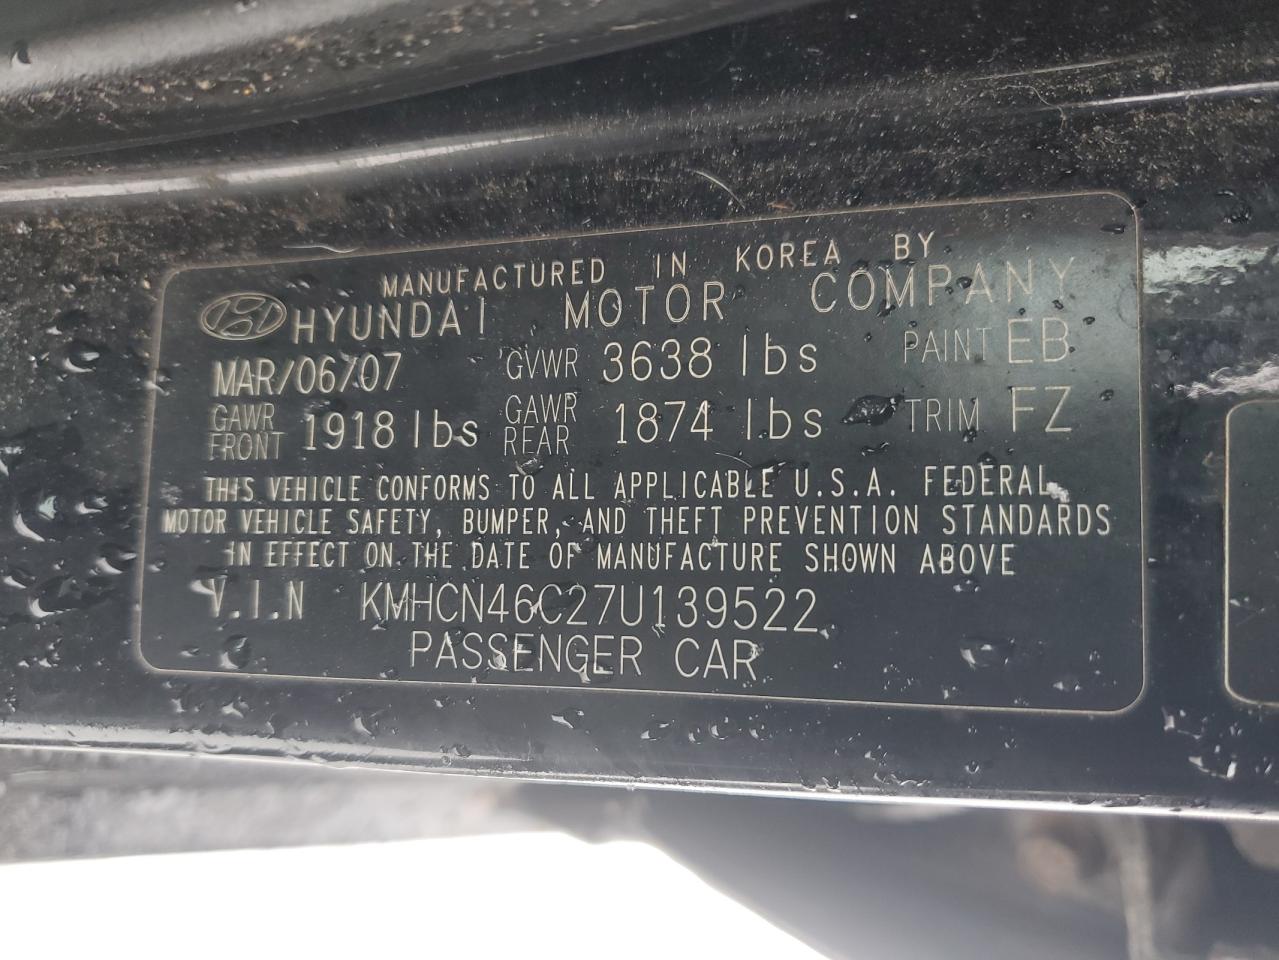 MANUFACTURED IN KOREA BY
HYUNDAI MOTOR COMPANY
MAR/06/07 GVWR 3638 lbs PAINT EB
GAWR FRONT 1918 lbs GAWR REAR 1874 lbs TRIM FZ
THIS VEHICLE CONFORMS TO ALL APPLICABLE U.S.A. FEDERAL
MOTOR VEHICLE SAFETY, BUMPER, AND THEFT PREVENTION STANDARDS
IN EFFECT ON THE DATE OF MANUFACTURE SHOWN ABOVE
V.I.N KMHCN46C27U139522
PASSENGER CAR